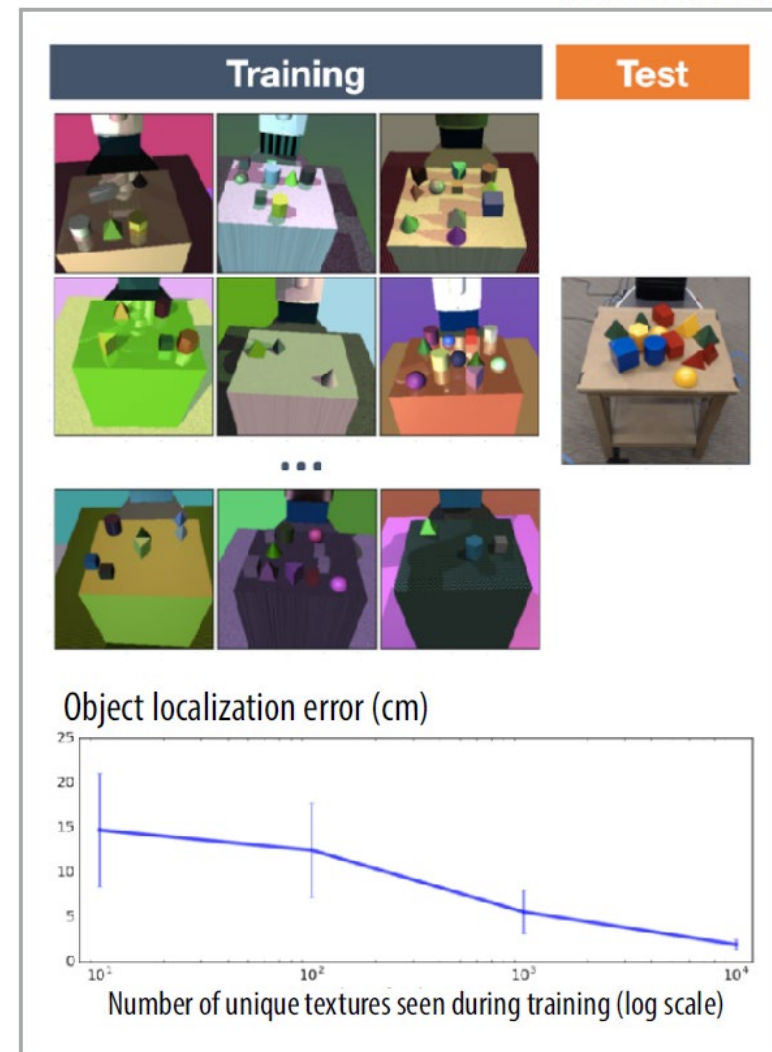 Training
Test
...
Object localization error (cm)
25
20
15
10
5
0
10¹ 10² 10³ 10⁴
Number of unique textures seen during training (log scale)